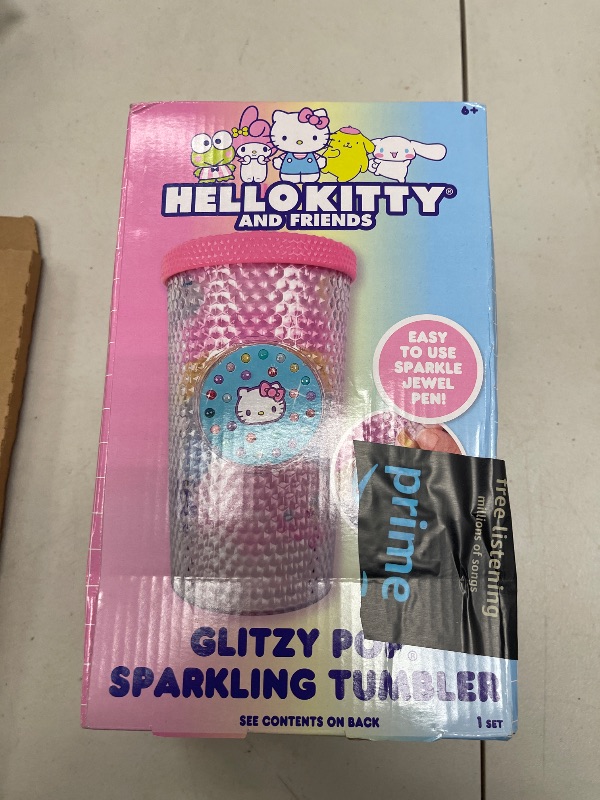 6+
HELLO KITTY®
AND FRIENDS
EASY
TO USE
SPARKLE
JEWEL
PEN!
prime
free listening
millions of songs
GLITZY ®
SPARKLING TUMBLER
SEE CONTENTS ON BACK
1 SET